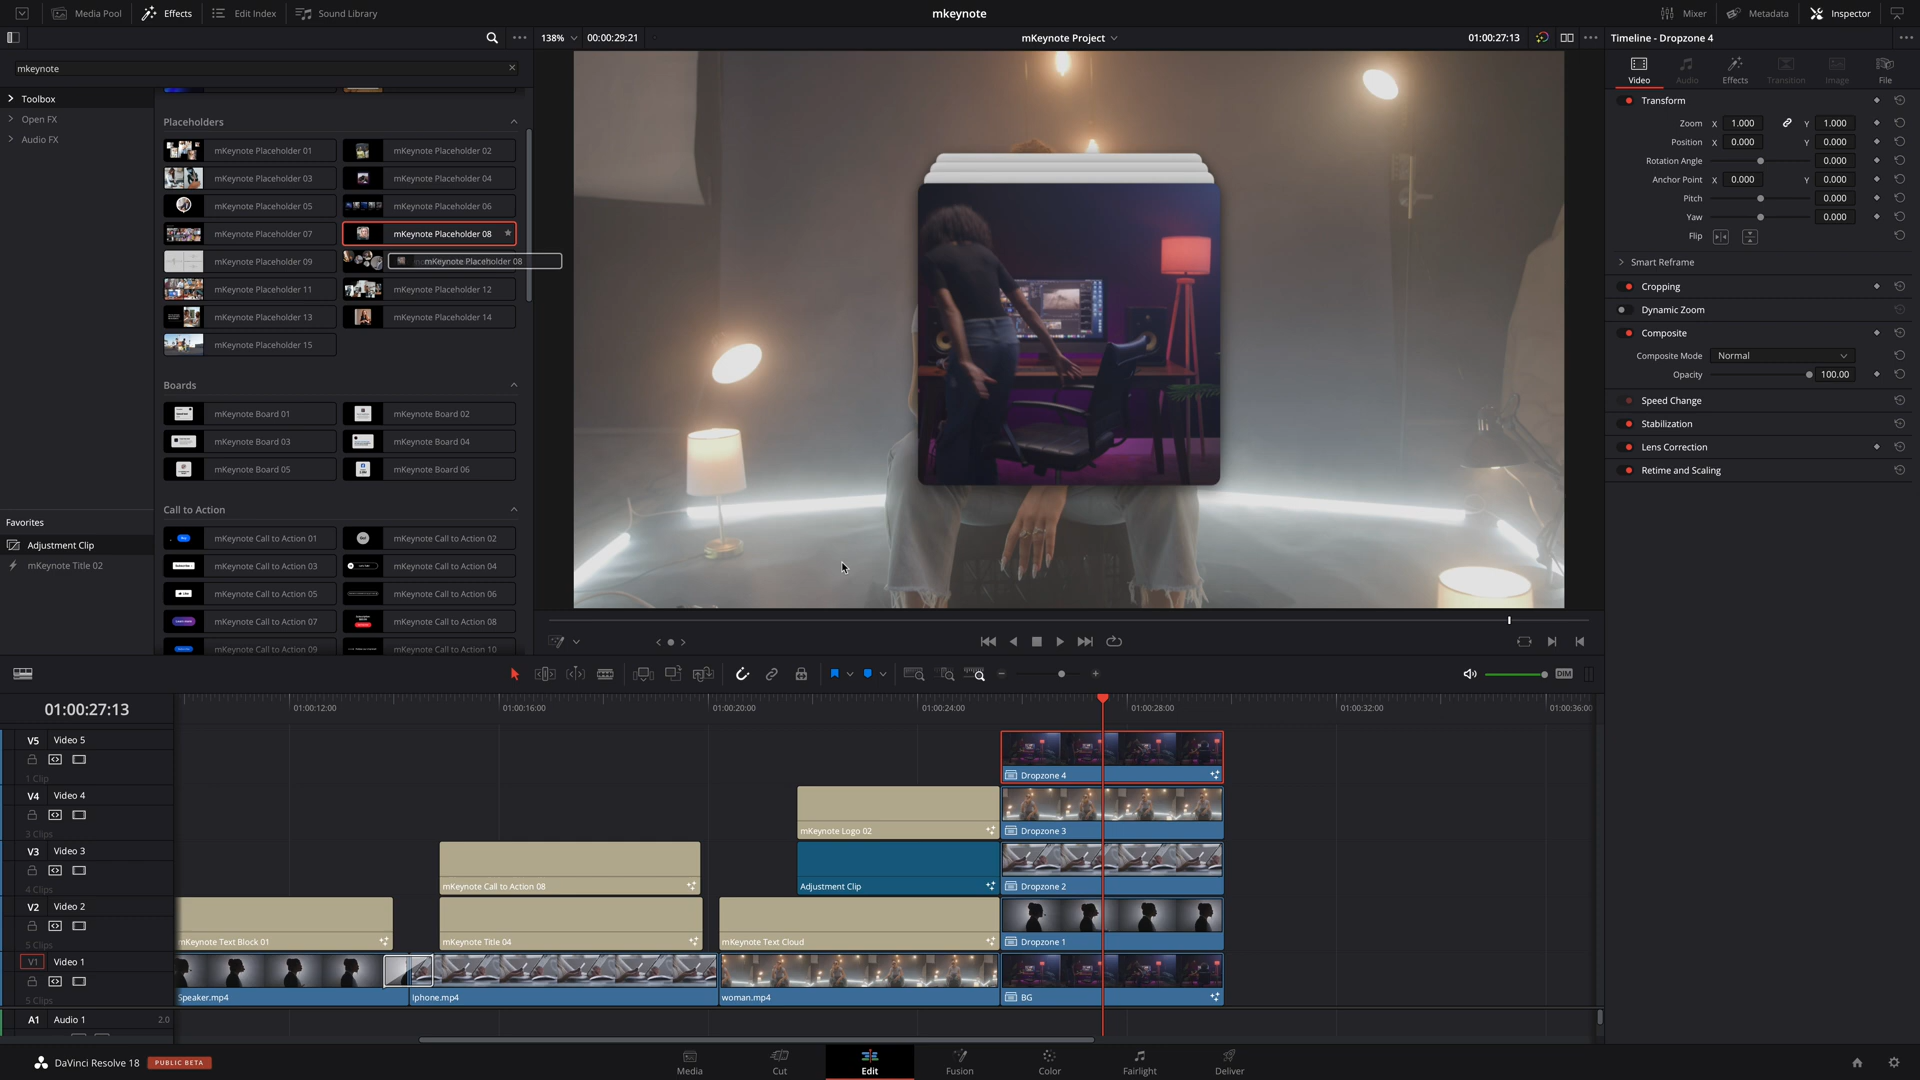 Media Pool
Effects
Edit Index
Sound Library
mkeynote
Mixer
Metadata
Inspector
138%
00:00:29:21
mKeynote Project
01:00:27:13
Timeline - Dropzone 4
mkeynote
Toolbox
Open FX
Audio FX
Placeholders
mKeynote Placeholder 01
mKeynote Placeholder 02
mKeynote Placeholder 03
mKeynote Placeholder 04
mKeynote Placeholder 05
mKeynote Placeholder 06
mKeynote Placeholder 07
mKeynote Placeholder 08
mKeynote Placeholder 09
mKeynote Placeholder 08
mKeynote Placeholder 11
mKeynote Placeholder 12
mKeynote Placeholder 13
mKeynote Placeholder 14
mKeynote Placeholder 15
Boards
mKeynote Board 01
mKeynote Board 02
mKeynote Board 03
mKeynote Board 04
mKeynote Board 05
mKeynote Board 06
Call to Action
mKeynote Call to Action 01
mKeynote Call to Action 02
mKeynote Call to Action 03
mKeynote Call to Action 04
mKeynote Call to Action 05
mKeynote Call to Action 06
mKeynote Call to Action 07
mKeynote Call to Action 08
mKeynote Call to Action 09
mKeynote Call to Action 10
Favorites
Adjustment Clip
mKeynote Title 02
Video
Audio
Effects
Transition
Image
File
Transform
Zoom X 1.000 Y 1.000
Position X 0.000 Y 0.000
Rotation Angle 0.000
Anchor Point X 0.000 Y 0.000
Pitch 0.000
Yaw 0.000
Flip
Smart Reframe
Cropping
Dynamic Zoom
Composite
Composite Mode Normal
Opacity 100.00
Speed Change
Stabilization
Lens Correction
Retime and Scaling
DIM
01:00:27:13
01:00:12:00
01:00:16:00
01:00:20:00
01:00:24:00
01:00:28:00
01:00:32:00
01:00:36:00
V5 Video 5
1 Clip
Dropzone 4
V4 Video 4
3 Clips
mKeynote Logo 02
Dropzone 3
V3 Video 3
4 Clips
mKeynote Call to Action 08
Adjustment Clip
Dropzone 2
V2 Video 2
5 Clips
mKeynote Text Block 01
mKeynote Title 04
mKeynote Text Cloud
Dropzone 1
V1 Video 1
5 Clips
Speaker.mp4
Iphone.mp4
woman.mp4
BG
A1 Audio 1 2.0
DaVinci Resolve 18
PUBLIC BETA
Media
Cut
Edit
Fusion
Color
Fairlight
Deliver